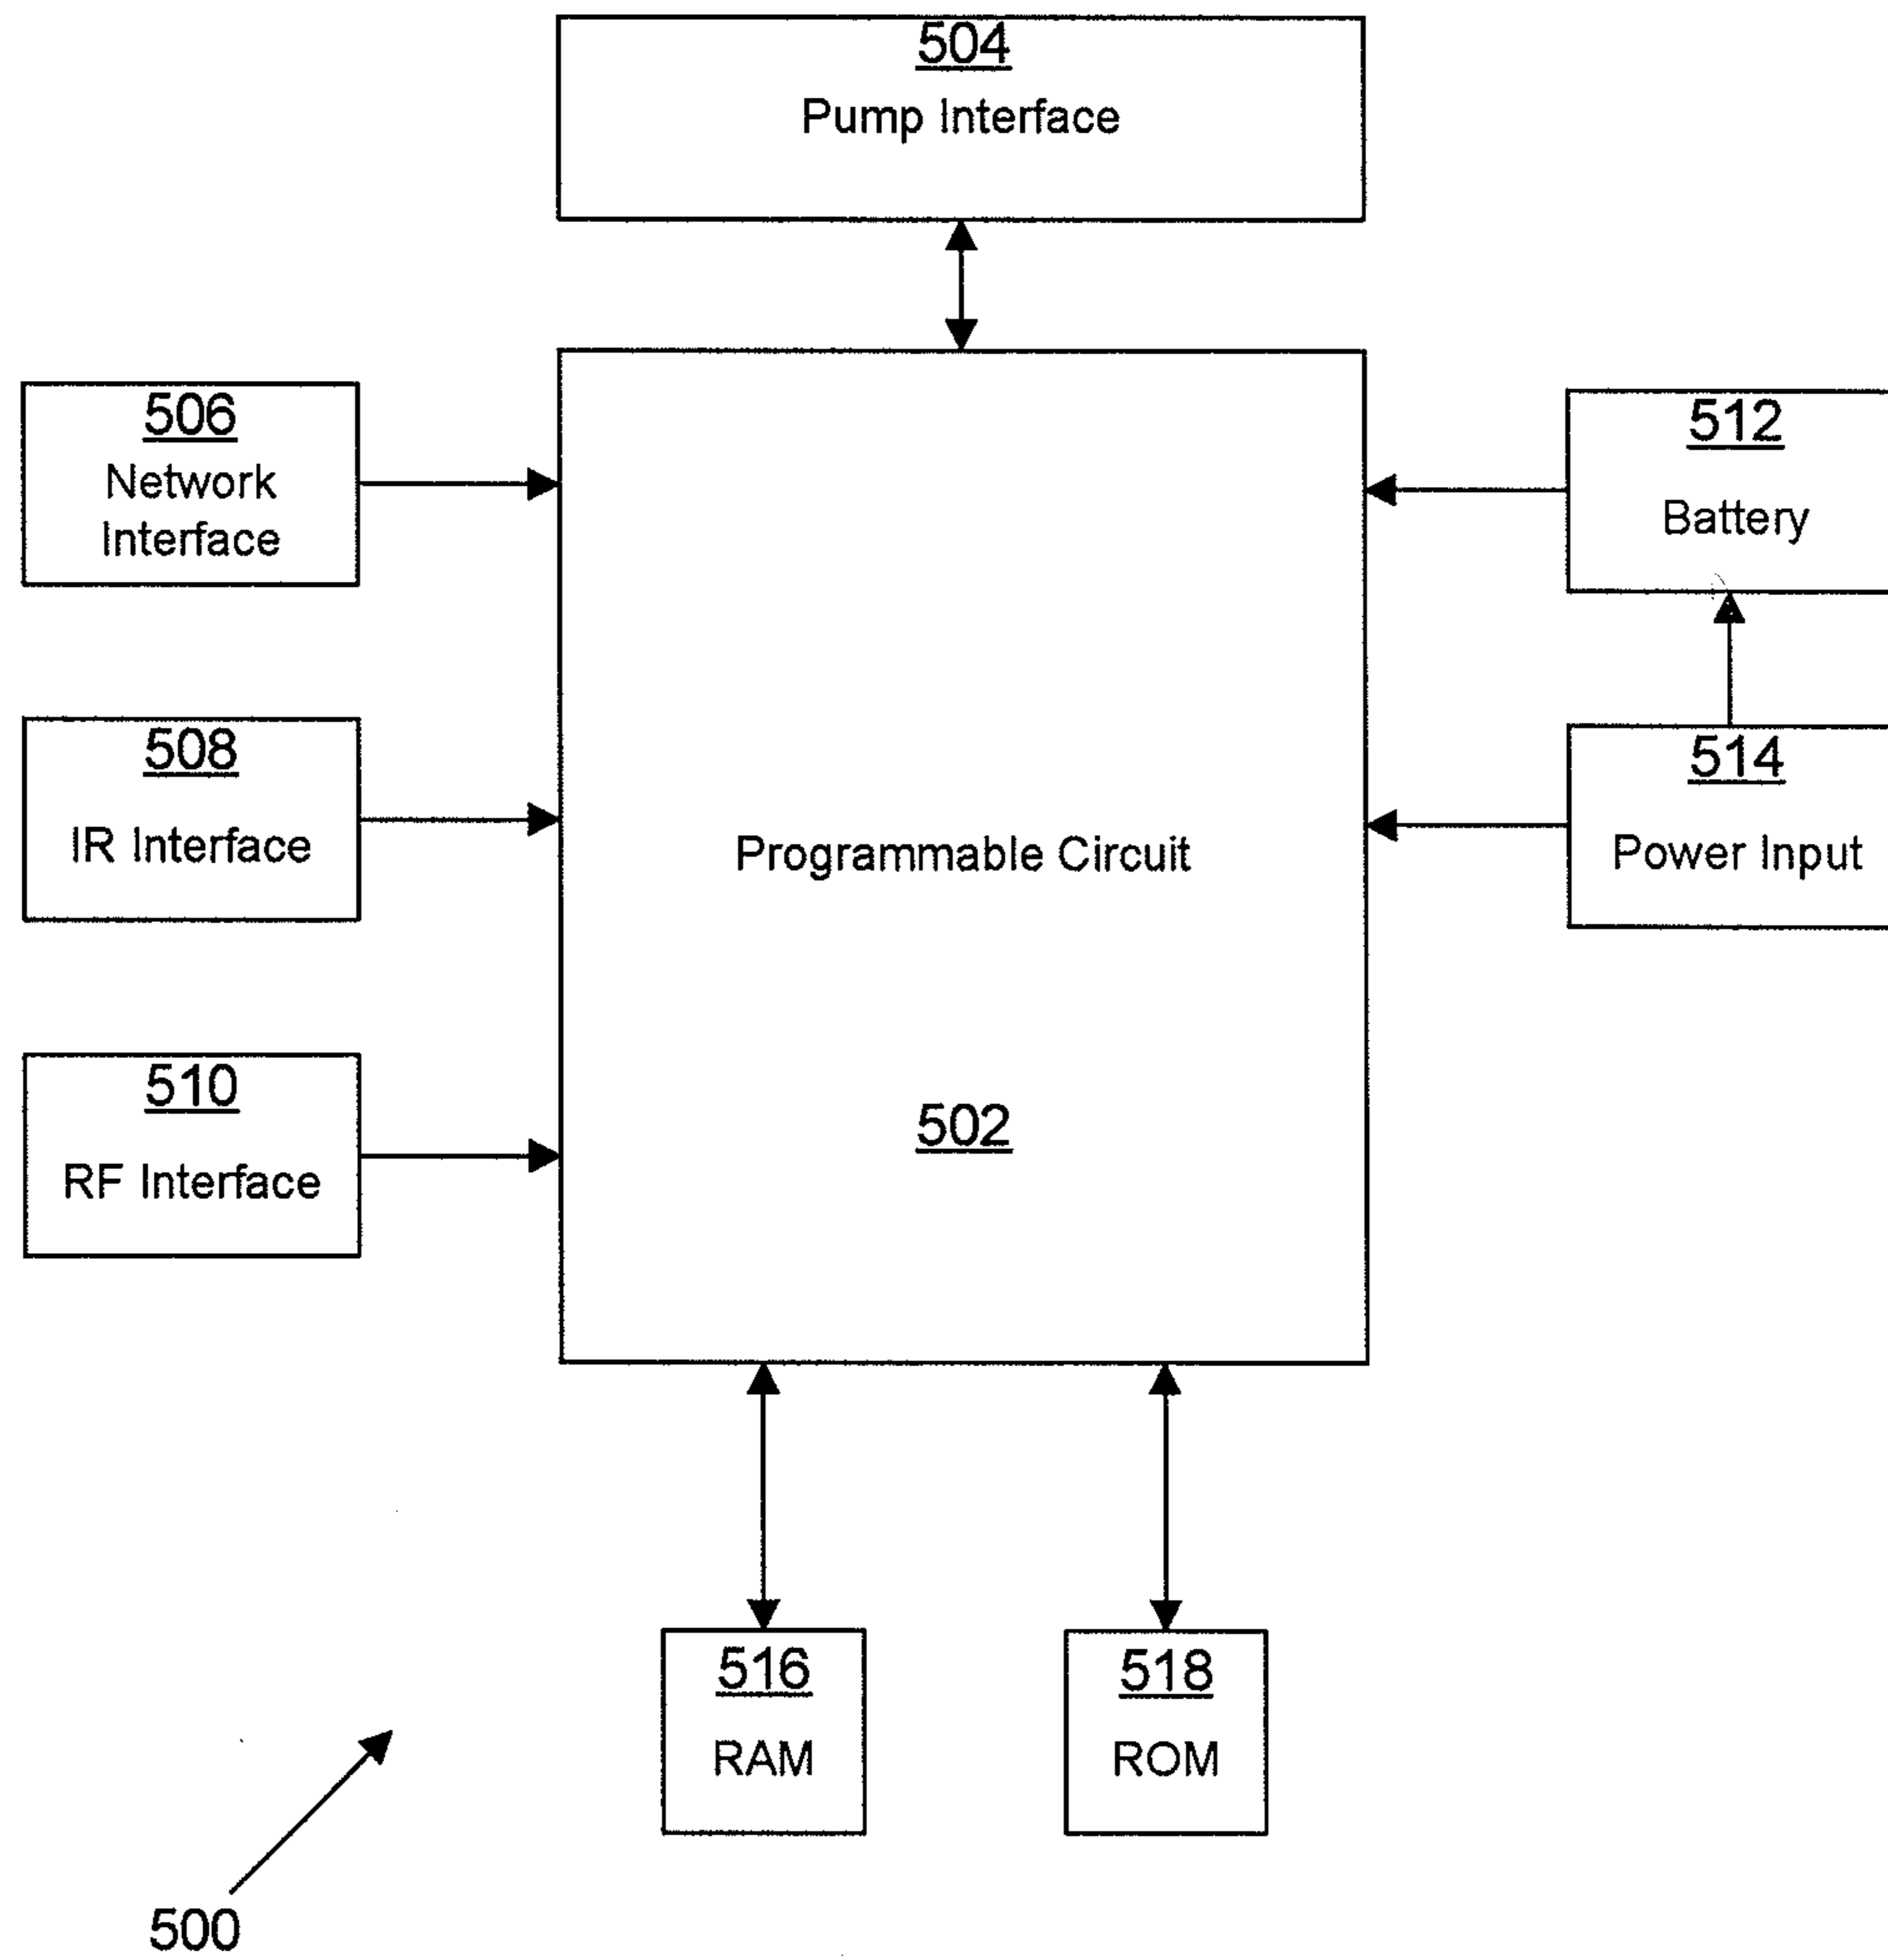 504
Pump Interface
506
Network
Interface
512
Battery
508
IR Interface
514
Power Input
Programmable Circuit
510
RF Interface
502
516
RAM
518
ROM
500